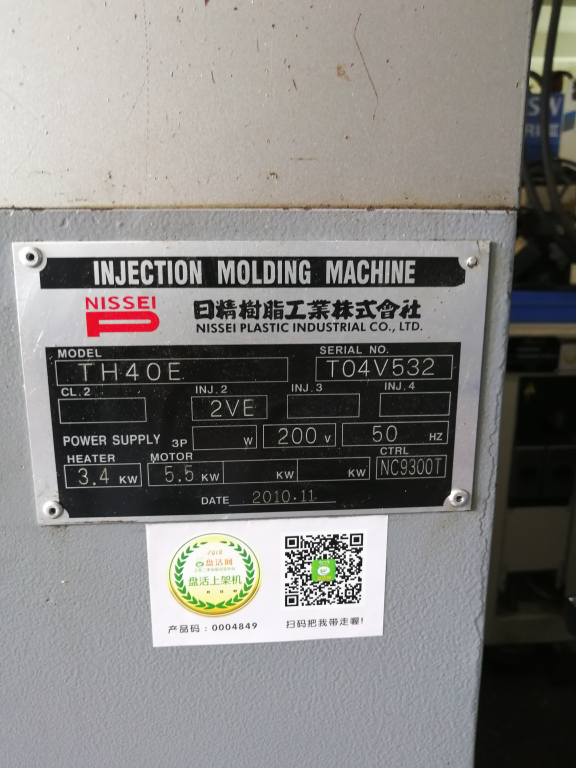 INJECTION MOLDING MACHINE
NISSEI
日精樹脂工業株式會社
NISSEI PLASTIC INDUSTRIAL CO., LTD.
MODEL SERIAL NO.
TH40E T04V532
CL.2 INJ.2 INJ.3 INJ.4
2VE
POWER SUPPLY 3P W 200 V 50 HZ
HEATER MOTOR CTRL
3.4 KW 5.5 KW KW KW NC9300T
DATE 2010.11
盘活网
盘活上架机
产品码：0004849 扫码把我带走喔!